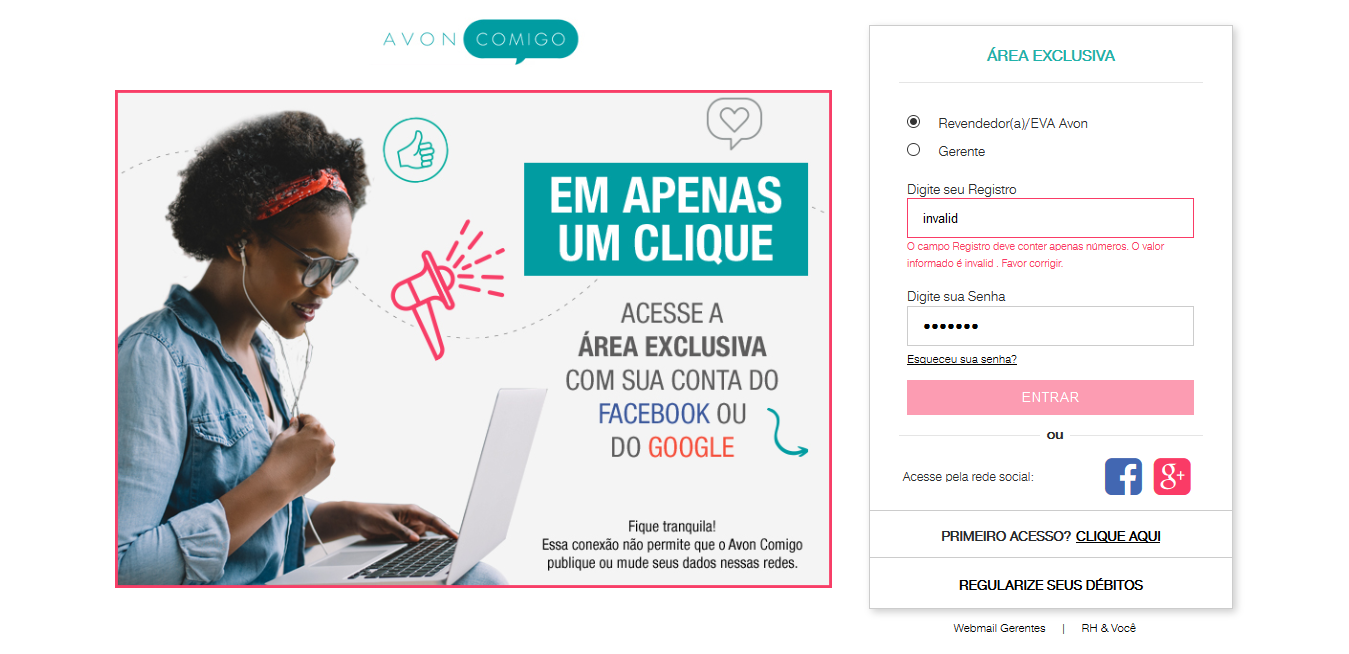 AVON COMIGO
EM APENAS
UM CLIQUE
ACESSE A
ÁREA EXCLUSIVA
COM SUA CONTA DO
FACEBOOK OU
DO GOOGLE
Fique tranquila!
Essa conexão não permite que o Avon Comigo
publique ou mude seus dados nessas redes.
ÁREA EXCLUSIVA
Revendedor(a)/EVA Avon
Gerente
Digite seu Registro
invalid
O campo Registro deve conter apenas números. O valor
informado é invalid . Favor corrigir.
Digite sua Senha
•••••••
Esqueceu sua senha?
ENTRAR
ou
Acesse pela rede social:
f g+
PRIMEIRO ACESSO? CLIQUE AQUI
REGULARIZE SEUS DÉBITOS
Webmail Gerentes | RH & Você